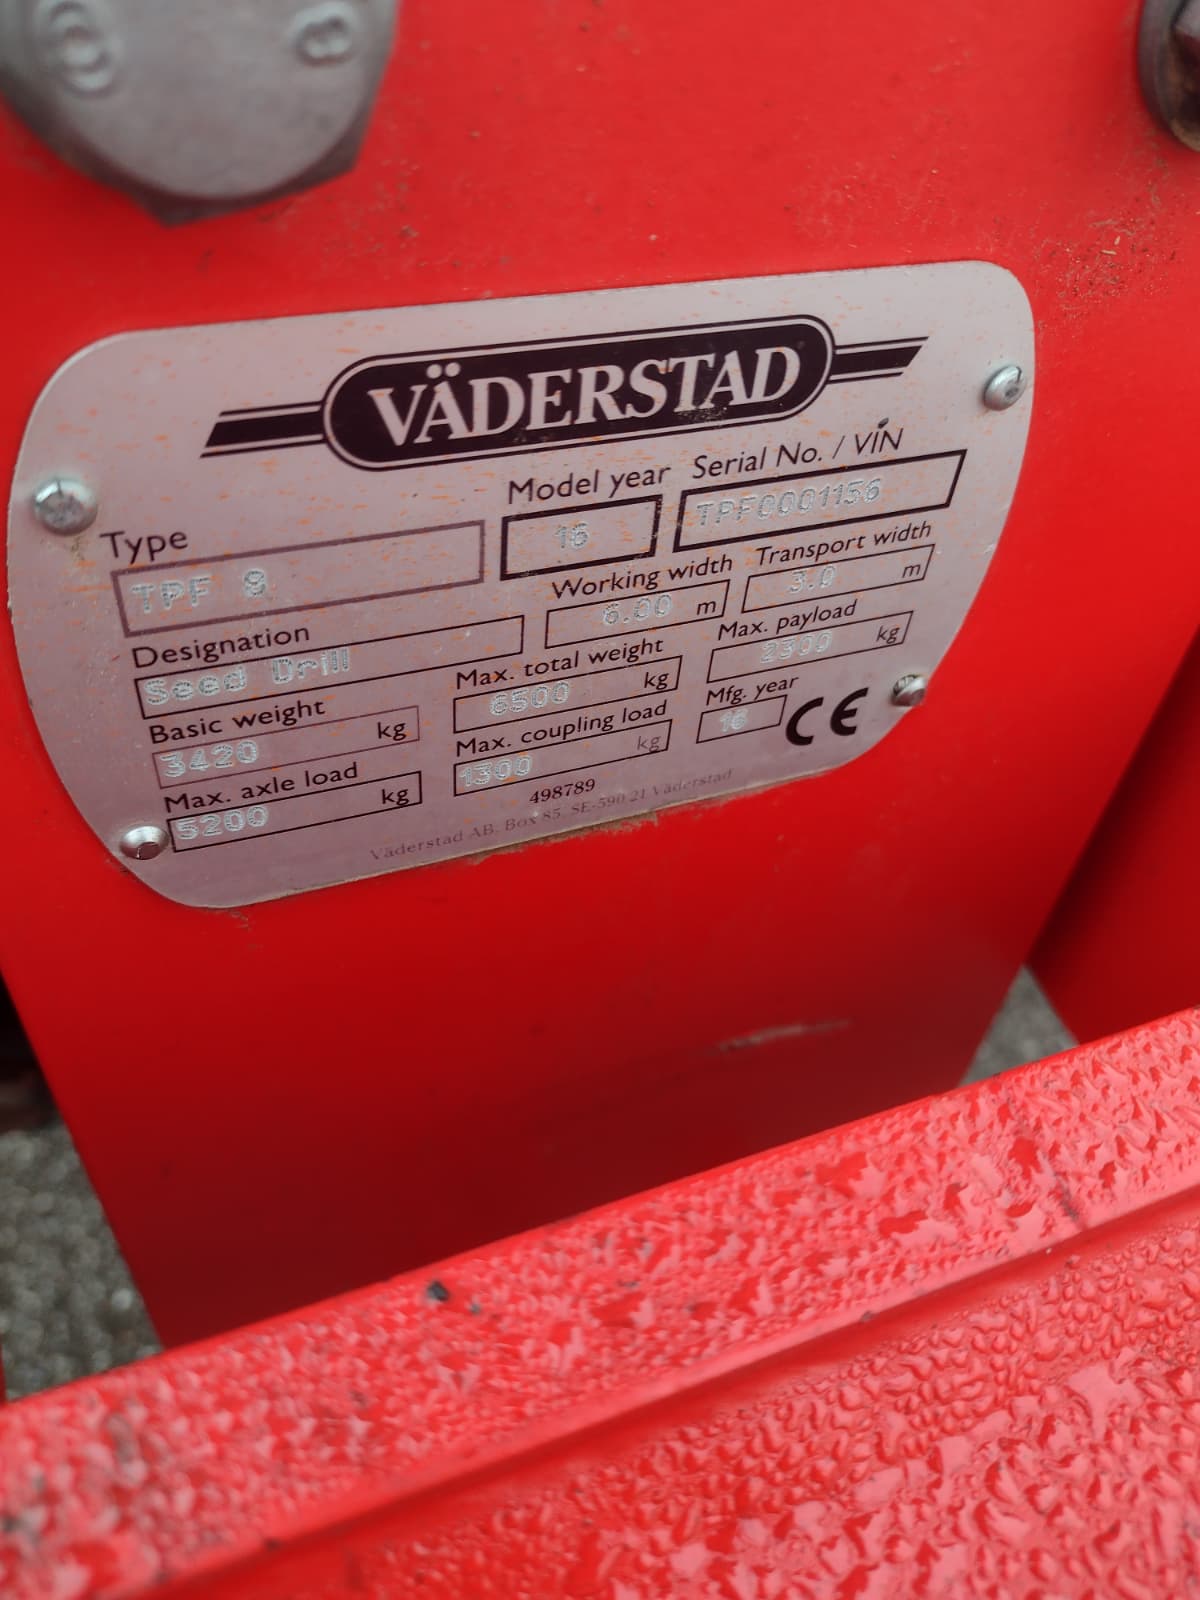 8
VÄDERSTAD
Type
Model year
Serial No. / VIN
TPF 8
16
TPF0001156
Designation
Working width
Transport width
Seed Drill
6.00 m
3.0 m
Basic weight
Max. total weight
Max. payload
3420 kg
6500 kg
2300 kg
Max. axle load
Max. coupling load
Mfg. year
5200 kg
1300 kg
16
CE
498789
Väderstad AB, Box 85, SE-590 21 Väderstad